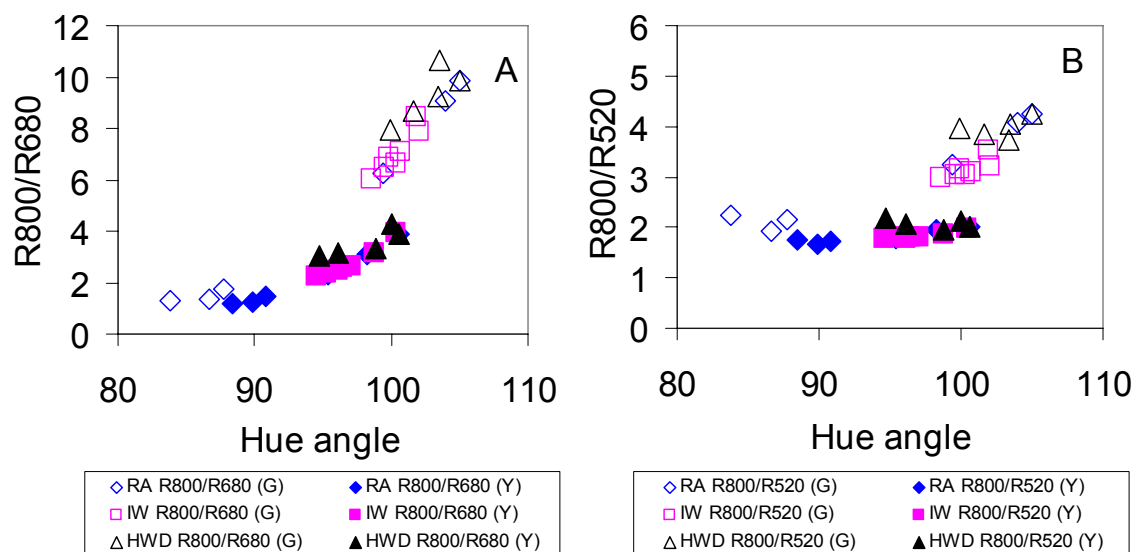 A
R800/R680
12
10
8
6
4
2
0
80 90 100 110
Hue angle
RA R800/R680 (G) RA R800/R680 (Y)
IW R800/R680 (G) IW R800/R680 (Y)
HWD R800/R680 (G) HWD R800/R680 (Y)
B
R800/R520
6
5
4
3
2
1
0
80 90 100 110
Hue angle
RA R800/R520 (G) RA R800/R520 (Y)
IW R800/R520 (G) IW R800/R520 (Y)
HWD R800/R520 (G) HWD R800/R520 (Y)